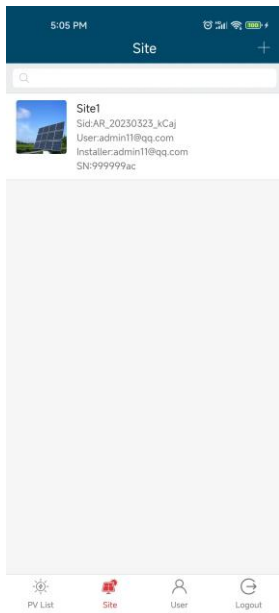 5:05 PM
100
Site
Site1
Sid:AR_20230323_kCaj
User:admin11@qq.com
Installer:admin11@qq.com
SN:999999ac
PV List
Site
User
Logout